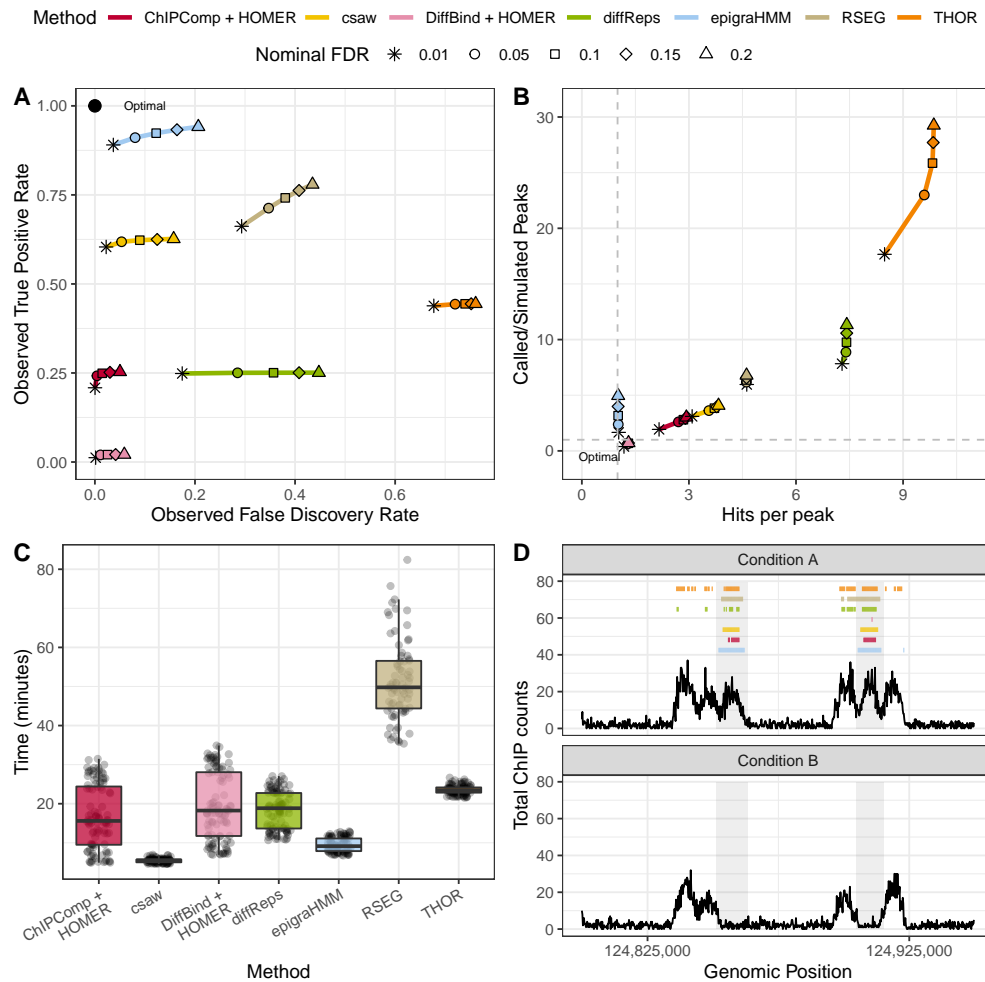 Method ChIPComp + HOMER csaw DiffBind + HOMER diffReps epigraHMM RSEG THOR
Nominal FDR 0.01 0.05 0.1 0.15 0.2
A
Optimal
1.00
0.75
0.50
0.25
0.00
0.0 0.2 0.4 0.6
Observed True Positive Rate
Observed False Discovery Rate
B
30
20
10
0
Optimal
0 3 6 9
Called/Simulated Peaks
Hits per peak
C
80
60
40
20
Time (minutes)
ChIPComp +
HOMER
csaw
DiffBind +
HOMER
diffReps
epigraHMM
RSEG
THOR
Method
D
Condition A
80
60
40
20
0
Condition B
80
60
40
20
0
Total ChIP counts
124,825,000 124,925,000
Genomic Position